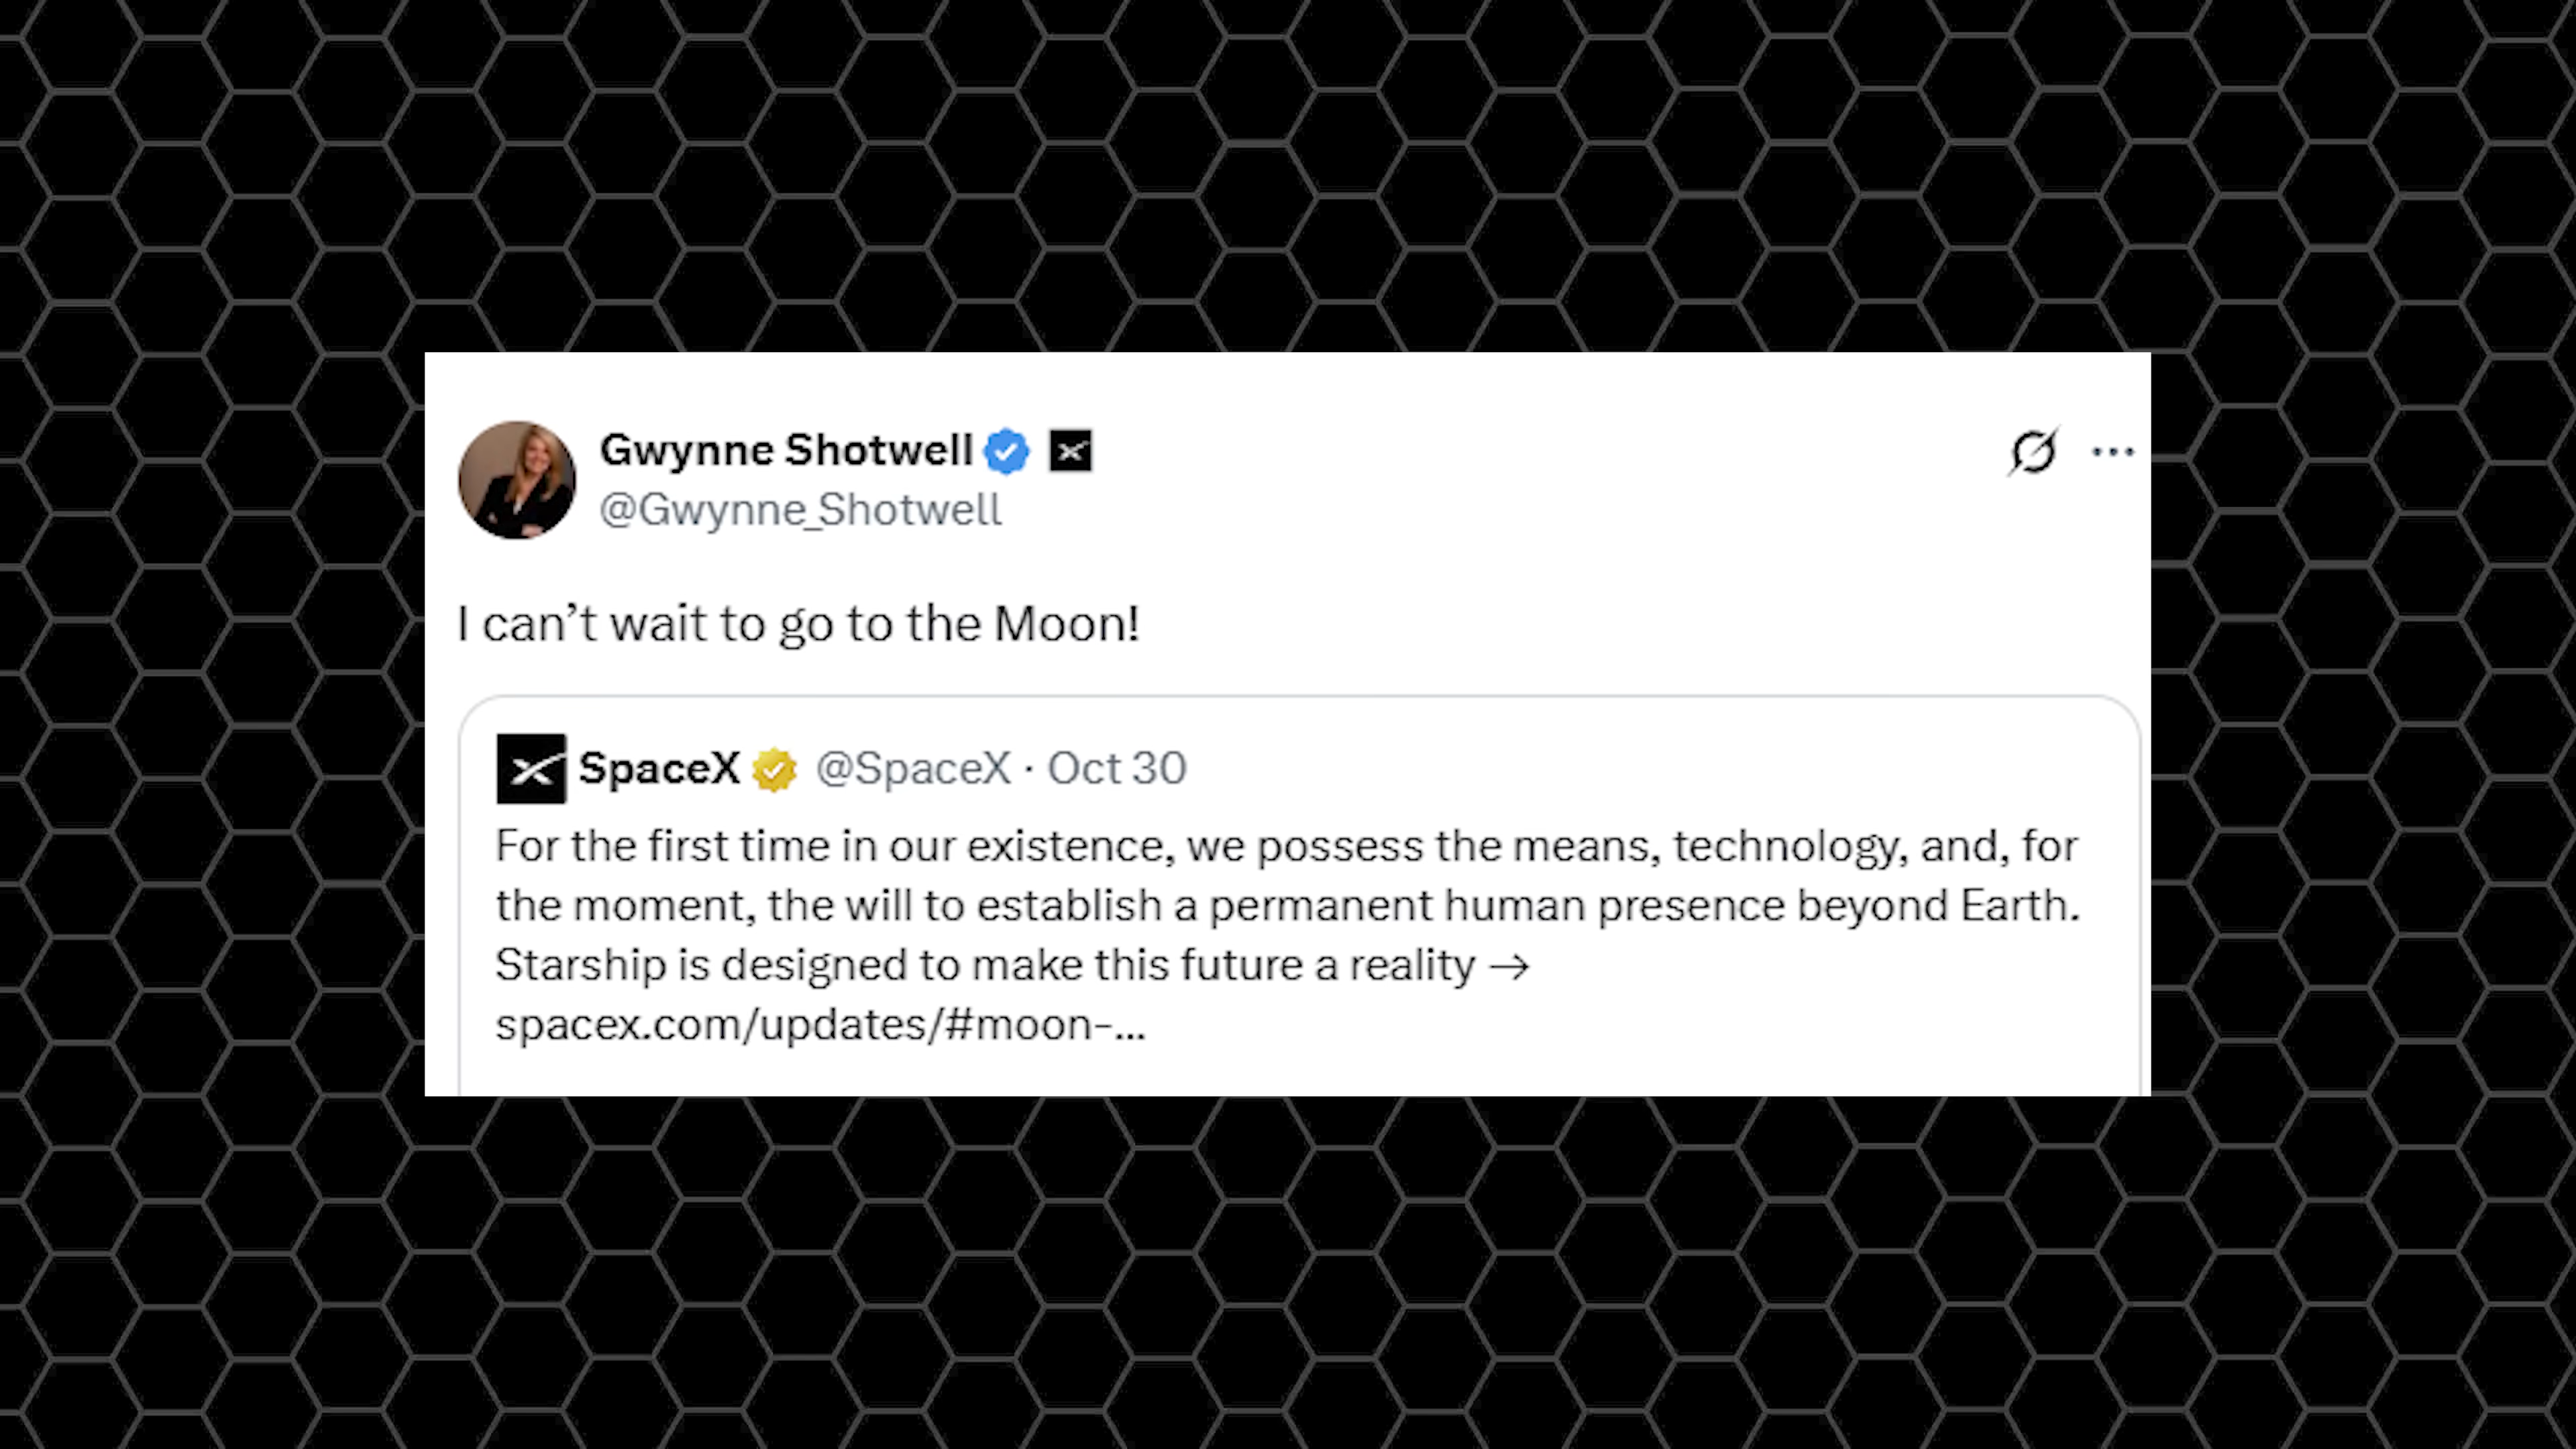 Gwynne Shotwell
@Gwynne_Shotwell
I can’t wait to go to the Moon!
SpaceX @SpaceX · Oct 30
For the first time in our existence, we possess the means, technology, and, for
the moment, the will to establish a permanent human presence beyond Earth.
Starship is designed to make this future a reality →
spacex.com/updates/#moon-...